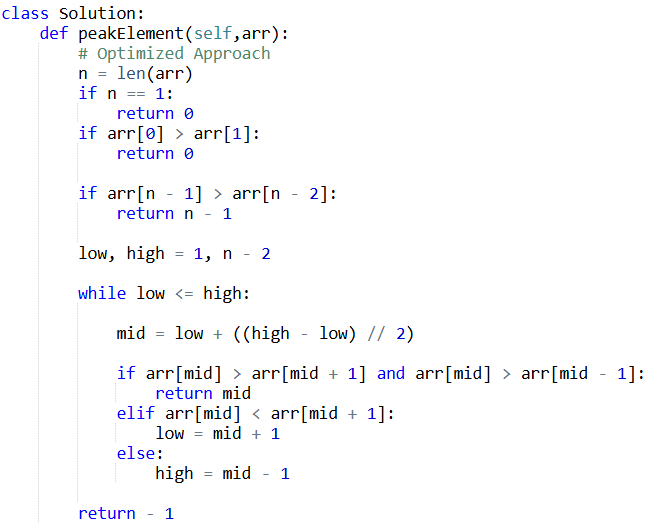 class Solution:
    def peakElement(self,arr):
        # Optimized Approach
        n = len(arr)
        if n == 1:
            return 0
        if arr[0] > arr[1]:
            return 0

        if arr[n - 1] > arr[n - 2]:
            return n - 1

        low, high = 1, n - 2

        while low <= high:

            mid = low + ((high - low) // 2)

            if arr[mid] > arr[mid + 1] and arr[mid] > arr[mid - 1]:
                return mid
            elif arr[mid] < arr[mid + 1]:
                low = mid + 1
            else:
                high = mid - 1

        return - 1